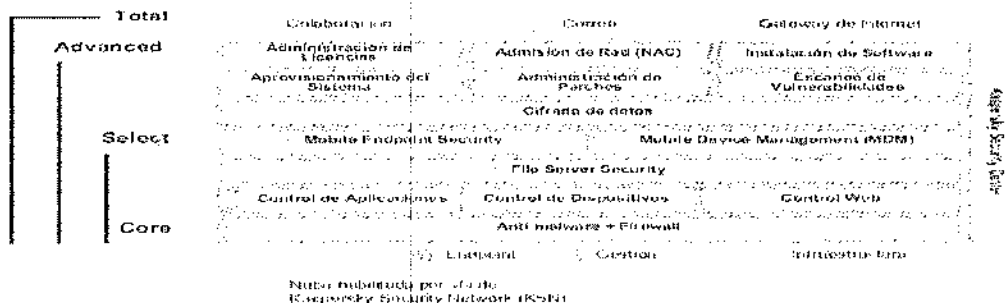 Total
Colaboración Correo Gateway de Internet
Advanced
Administración de Licencias
Admisión de Red (NAC)
Instalación de Software
Aprovisionamiento del Sistema
Administración de Parches
Escaneo de Vulnerabilidades
Cifrado de datos
Select
Mobile Endpoint Security
Mobile Device Management (MDM)
File Server Security
Control de Aplicaciones
Control de Dispositivos
Control Web
Core
Anti malware + Firewall
Endpoint Gestión Infraestructura
Nube habilitada por vía de
Kaspersky Security Network (KSN)
Kaspersky Security Center